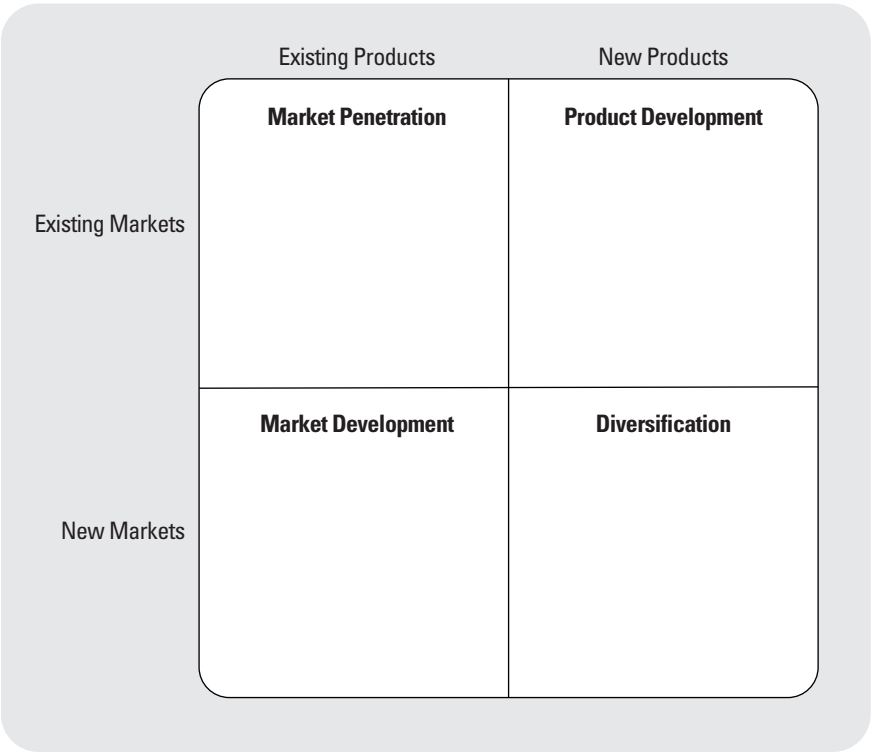 Existing Products New Products
Market Penetration Product Development
Existing Markets
Market Development Diversification
New Markets